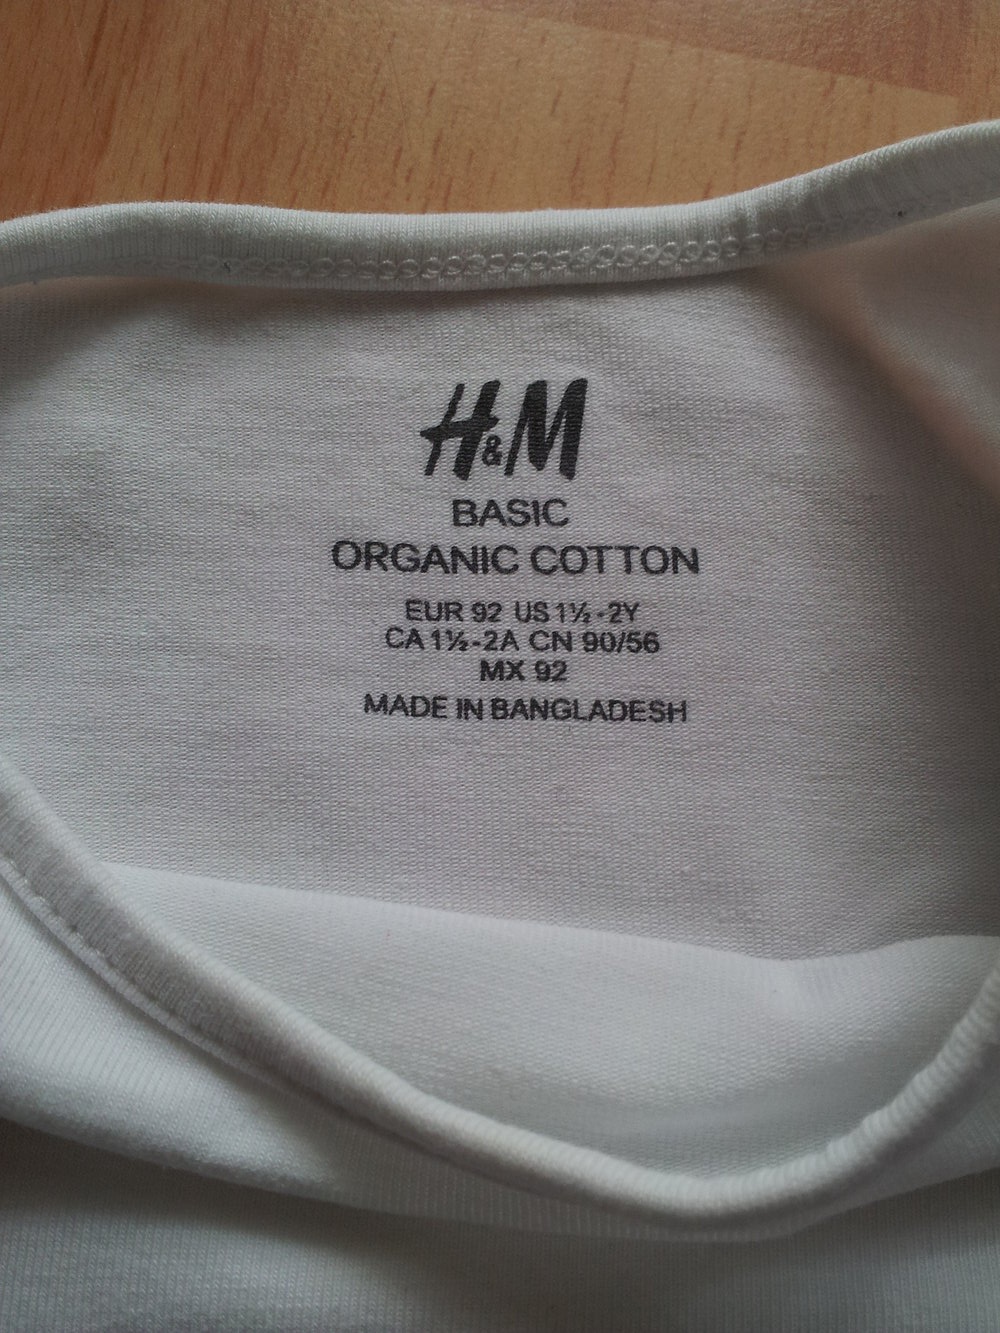 H&M
BASIC
ORGANIC COTTON
EUR 92 US 1½-2Y
CA 1½-2A CN 90/56
MX 92
MADE IN BANGLADESH